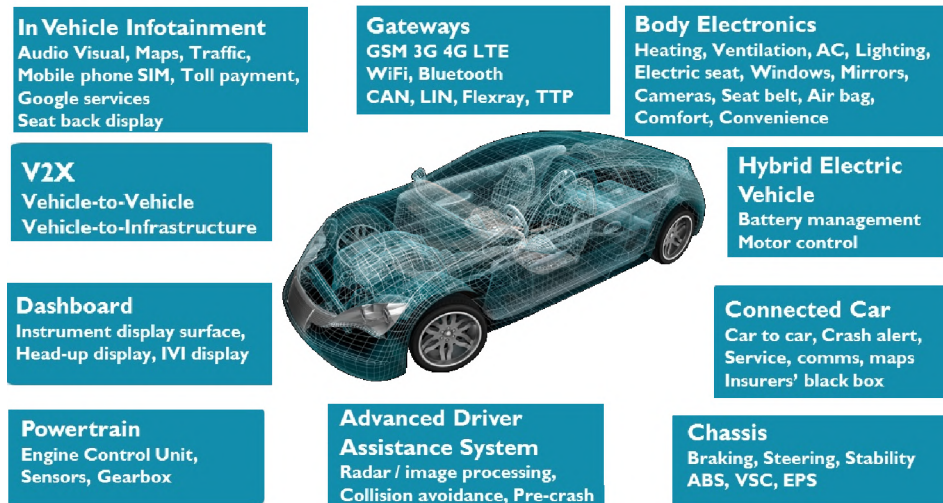 In Vehicle Infotainment
Audio Visual, Maps, Traffic,
Mobile phone SIM, Toll payment,
Google services
Seat back display
Gateways
GSM 3G 4G LTE
WiFi, Bluetooth
CAN, LIN, Flexray, TTP
Body Electronics
Heating, Ventilation, AC, Lighting,
Electric seat, Windows, Mirrors,
Cameras, Seat belt, Air bag,
Comfort, Convenience
V2X
Vehicle-to-Vehicle
Vehicle-to-Infrastructure
Hybrid Electric
Vehicle
Battery management
Motor control
Dashboard
Instrument display surface,
Head-up display, IVI display
Connected Car
Car to car, Crash alert,
Service, comms, maps
Insurers' black box
Powertrain
Engine Control Unit,
Sensors, Gearbox
Advanced Driver
Assistance System
Radar / image processing,
Collision avoidance, Pre-crash
Chassis
Braking, Steering, Stability
ABS, VSC, EPS